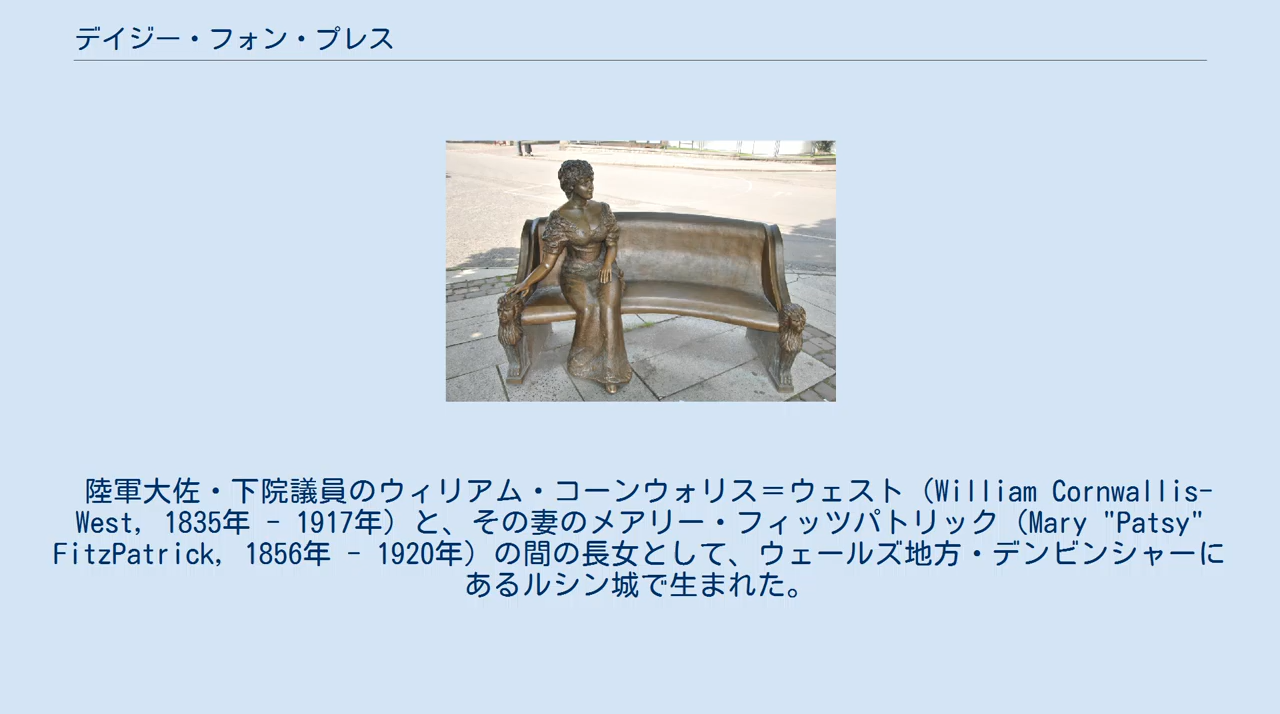 デイジー・フォン・プレス
陸軍大佐・下院議員のウィリアム・コーンウォリス＝ウェスト（William Cornwallis-
West, 1835年 - 1917年）と、その妻のメアリー・フィッツパトリック（Mary "Patsy"
FitzPatrick, 1856年 - 1920年）の間の長女として、ウェールズ地方・デンビンシャーに
あるルシン城で生まれた。